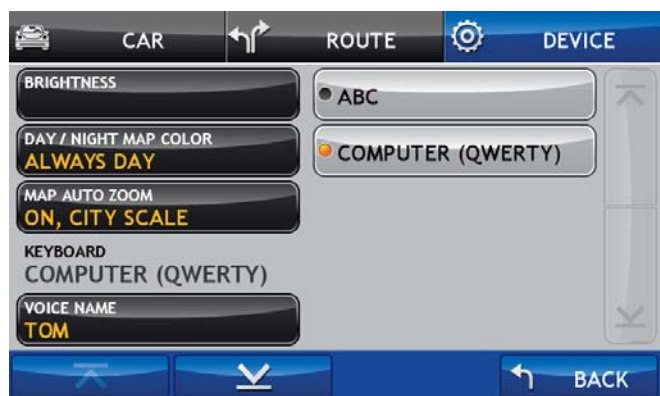 CAR
ROUTE
DEVICE
BRIGHTNESS
DAY / NIGHT MAP COLOR
ALWAYS DAY
MAP AUTO ZOOM
ON, CITY SCALE
KEYBOARD
COMPUTER (QWERTY)
VOICE NAME
TOM
ABC
COMPUTER (QWERTY)
BACK